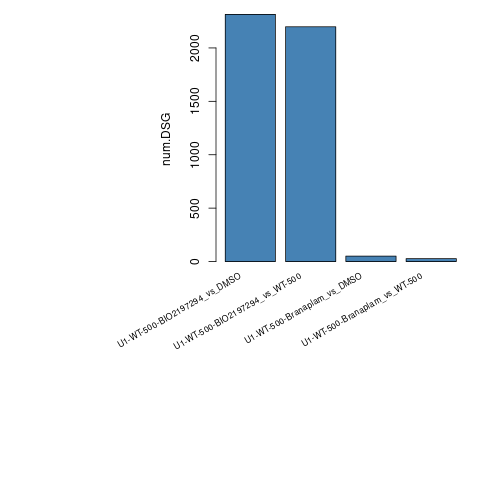 num.DSG
2000
1500
1000
500
0
U1-WT-500-BIO2197294_vs_DMSO
U1-WT-500-BIO2197294_vs_WT-500
U1-WT-500-Branaplam_vs_DMSO
U1-WT-500-Branaplam_vs_WT-500